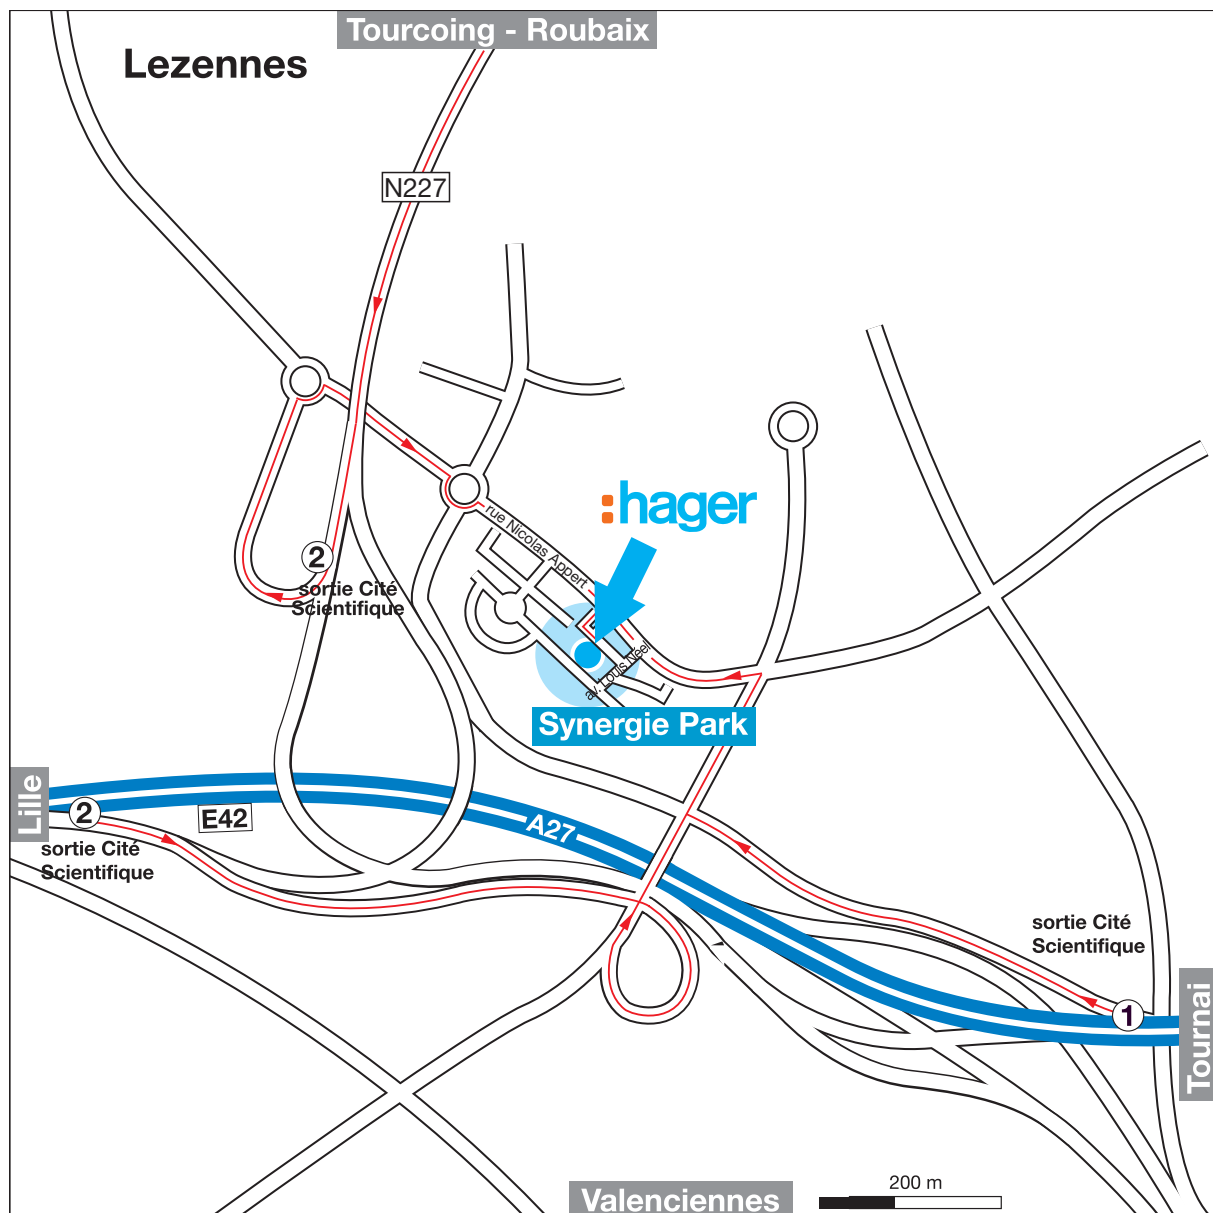 Tourcoing - Roubaix
Lezennes
N227
:hager
rue Nicolas Appert
2
sortie Cité
Scientifique
av. Louis Néel
Synergie Park
Lille
2
E42
A27
sortie Cité
Scientifique
sortie Cité
Scientifique
1
Tournai
200 m
Valenciennes